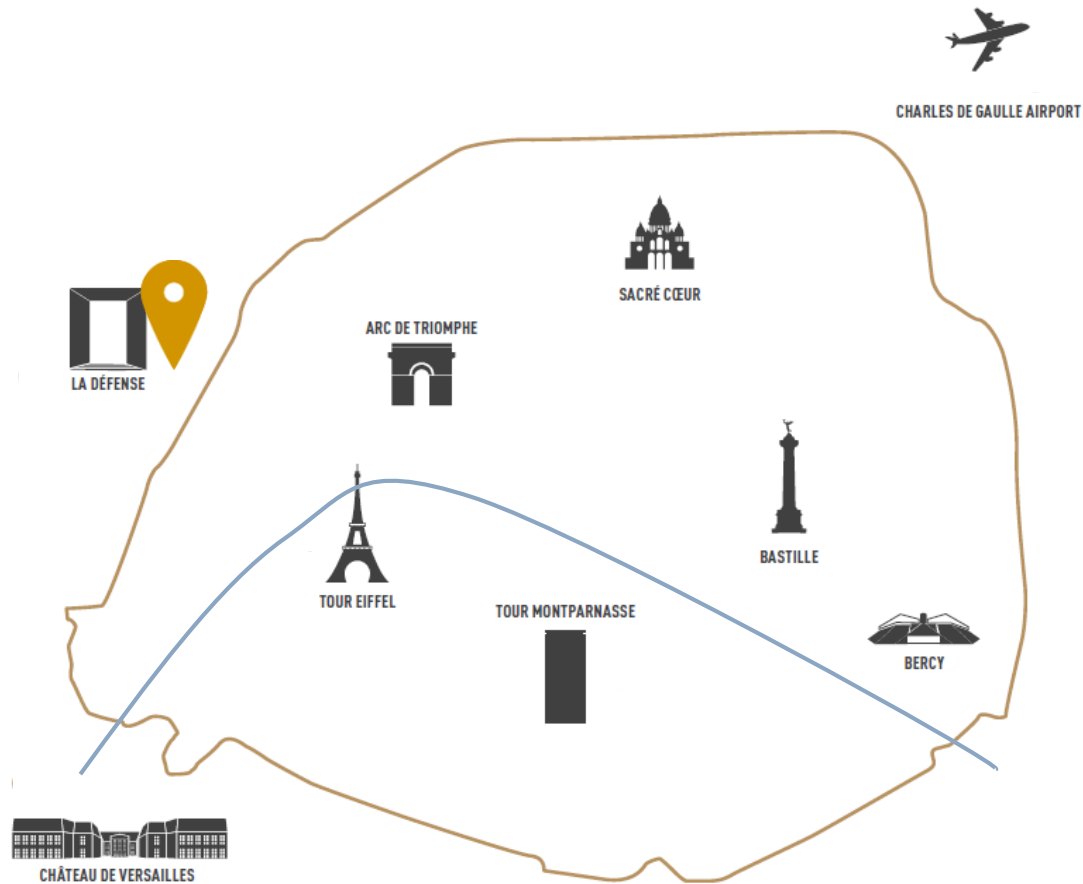 CHARLES DE GAULLE AIRPORT
SACRÉ CŒUR
ARC DE TRIOMPHE
LA DÉFENSE
BASTILLE
TOUR EIFFEL
TOUR MONTPARNASSE
BERCY
CHÂTEAU DE VERSAILLES